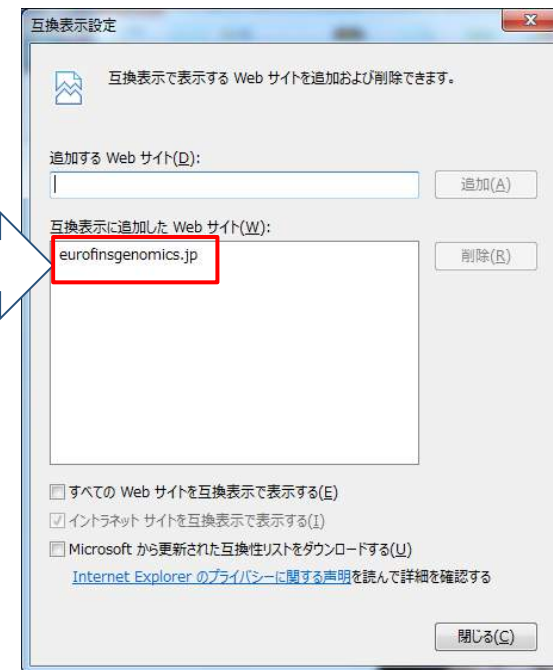 互換表示設定
互換表示で表示する Web サイトを追加および削除できます。
追加する Web サイト(D):
追加(A)
互換表示に追加した Web サイト(W):
eurofinsgenomics.jp
削除(R)
すべての Web サイトを互換表示で表示する(E)
イントラネット サイトを互換表示で表示する(I)
Microsoft から更新された互換性リストをダウンロードする(U)
Internet Explorer のプライバシーに関する声明を読んで詳細を確認する
閉じる(C)